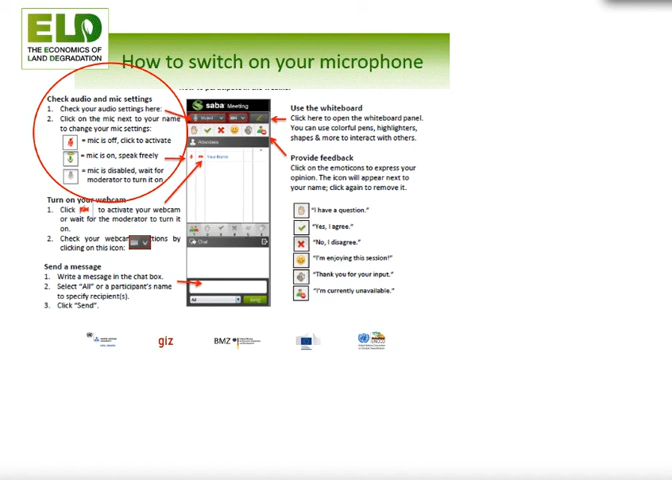 ELD
THE ECONOMICS OF
LAND DEGRADATION
How to switch on your microphone
Check audio and mic settings
1. Check your audio settings here:
2. Click on the mic next to your name
to change your mic settings:
= mic is off, click to activate
= mic is on, speak freely
= mic is disabled, wait for
moderator to turn it on
Turn on your webcam
1. Click to activate your webcam
or wait for the moderator to turn it
on.
2. Check your webcam options by
clicking on this icon:
Send a message
1. Write a message in the chat box.
2. Select "All" or a participant's name
to specify recipient(s).
3. Click "Send".
saba Meeting
Muted
Attendees
Your Name
Chat
All
Send
Use the whiteboard
Click here to open the whiteboard panel.
You can use colorful pens, highlighters,
shapes & more to interact with others.
Provide feedback
Click on the emoticons to express your
opinion. The icon will appear next to
your name; click again to remove it.
"I have a question."
"Yes, I agree."
"No, I disagree."
"I'm enjoying this session!"
"Thank you for your input."
"I'm currently unavailable."
giz
BMZ